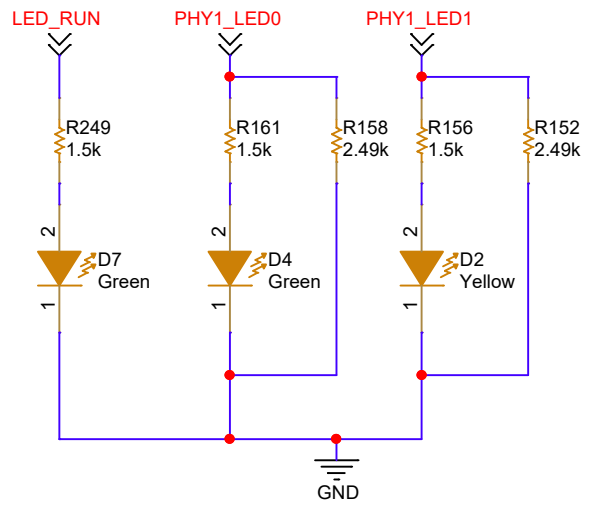 LED_RUN PHY1_LED0 PHY1_LED1
R249 R161 R158 R156 R152
1.5k 1.5k 2.49k 1.5k 2.49k
2 2 2
D7 D4 D2
Green Green Yellow
1 1 1
GND